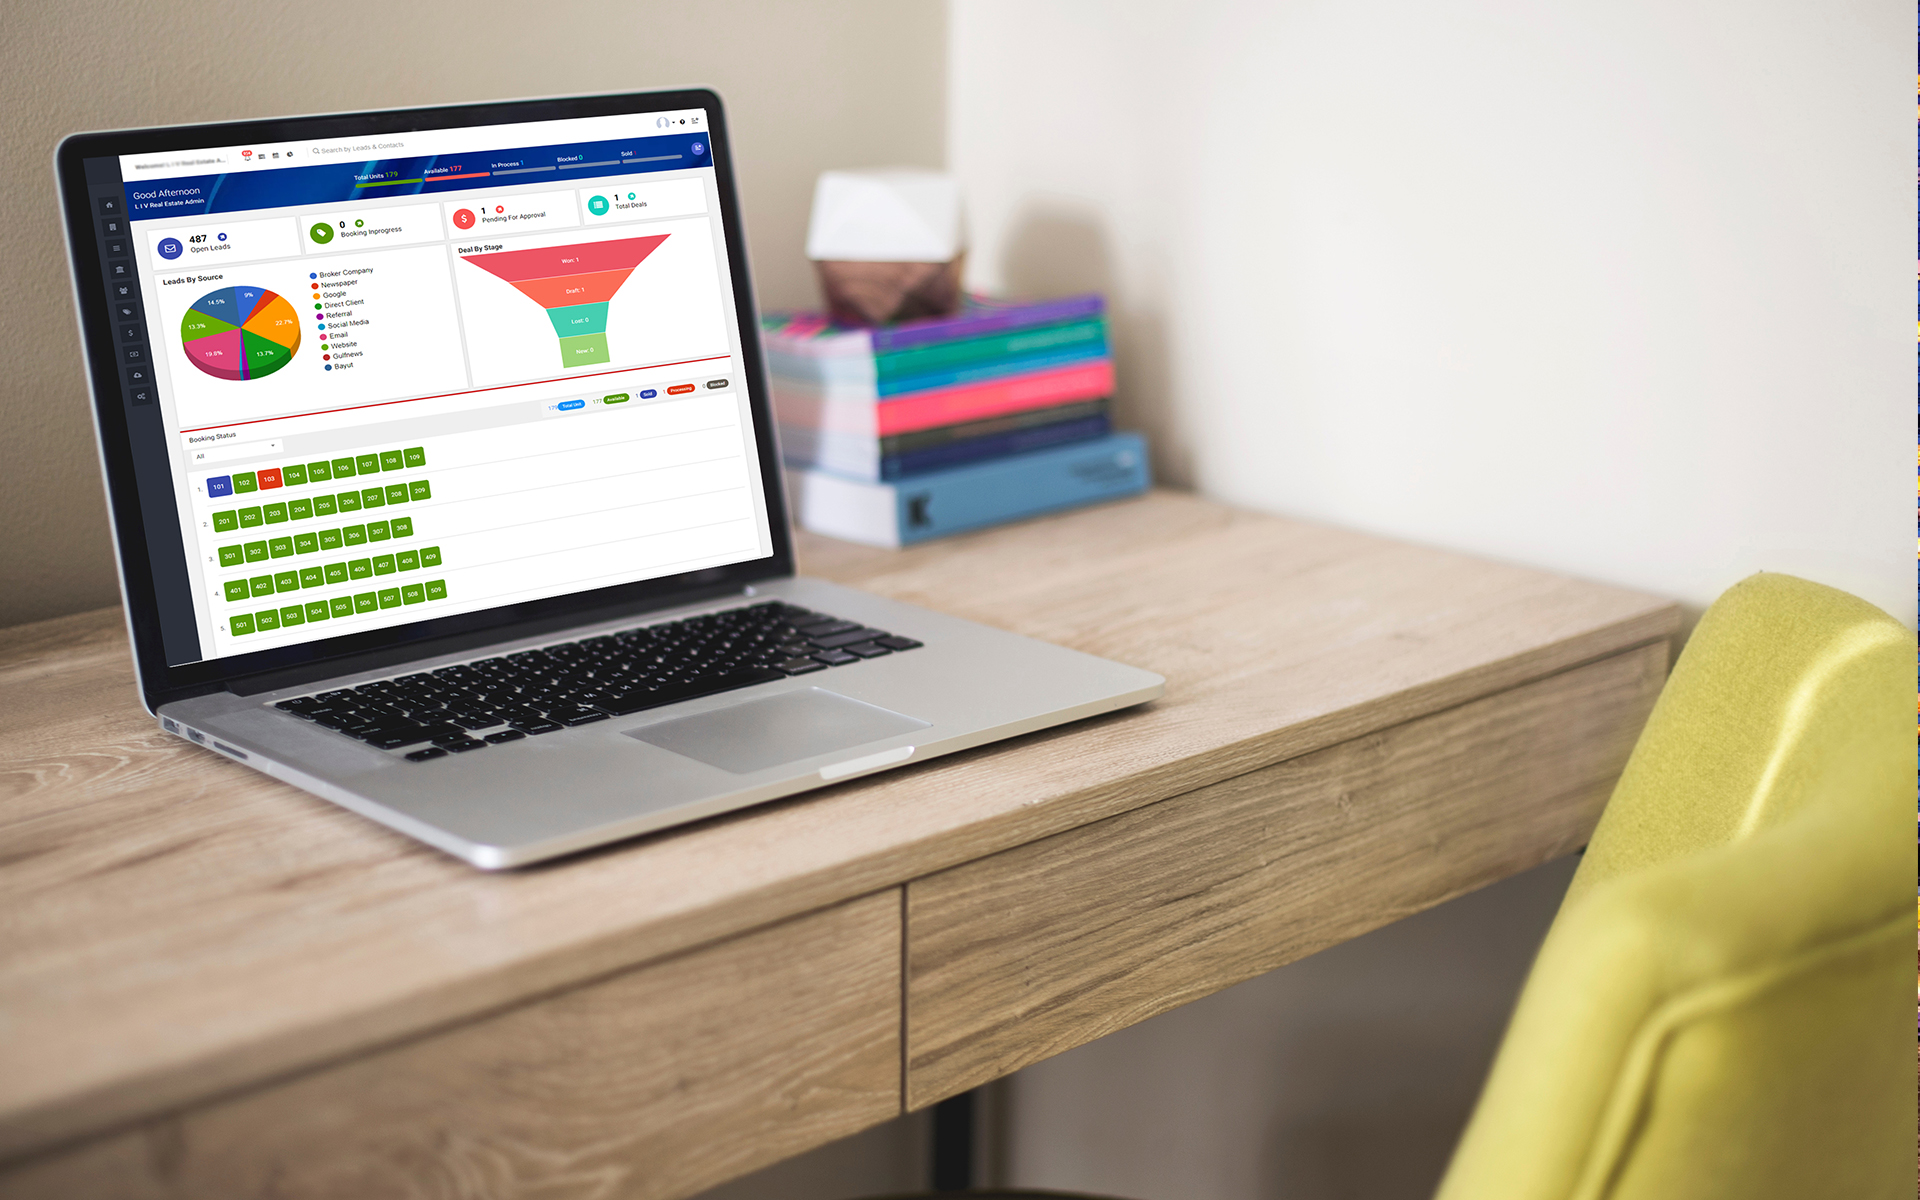 Search by Leads & Contacts
Good Afternoon
L I V Real Estate Admin
Total Units 179
Available 177
In Process 1
Blocked 0
Sold
487
Open Leads
0
Booking Inprogress
1
Pending For Approval
1
Total Deals
Leads By Source
9%
22.7%
13.7%
19.8%
13.3%
14.5%
Broker Company
Newspaper
Google
Direct Client
Referral
Social Media
Email
Website
Gulfnews
Bayut
Deal By Stage
Won: 1
Draft: 1
Lost: 0
New: 0
179 Total Unit 177 Available 1 Sold 1 Processing Blocked
Booking Status
All
1. 101 102 103 104 105 106 107 108 109
2. 201 202 203 204 205 206 207 208 209
3. 301 302 303 304 305 306 307 308
4. 401 402 403 404 405 406 407 408 409
5. 501 502 503 504 505 506 507 508 509
K